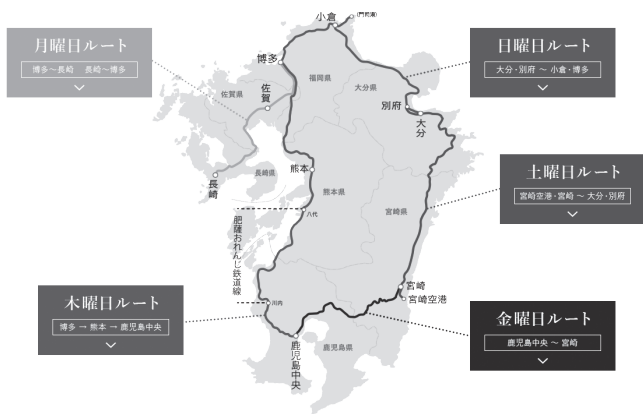 小倉
(門司港)
月曜日ルート
博多～長崎 長崎～博多
日曜日ルート
大分・別府 ～ 小倉・博多
博多
福岡県
佐賀
佐賀県
大分県
別府
大分
長崎
長崎県
熊本
熊本県
土曜日ルート
宮崎空港・宮崎 ～ 大分・別府
八代
宮崎県
肥薩おれんじ鉄道線
宮崎
宮崎空港
川内
木曜日ルート
博多 → 熊本 → 鹿児島中央
金曜日ルート
鹿児島中央 ～ 宮崎
鹿児島中央
鹿児島県